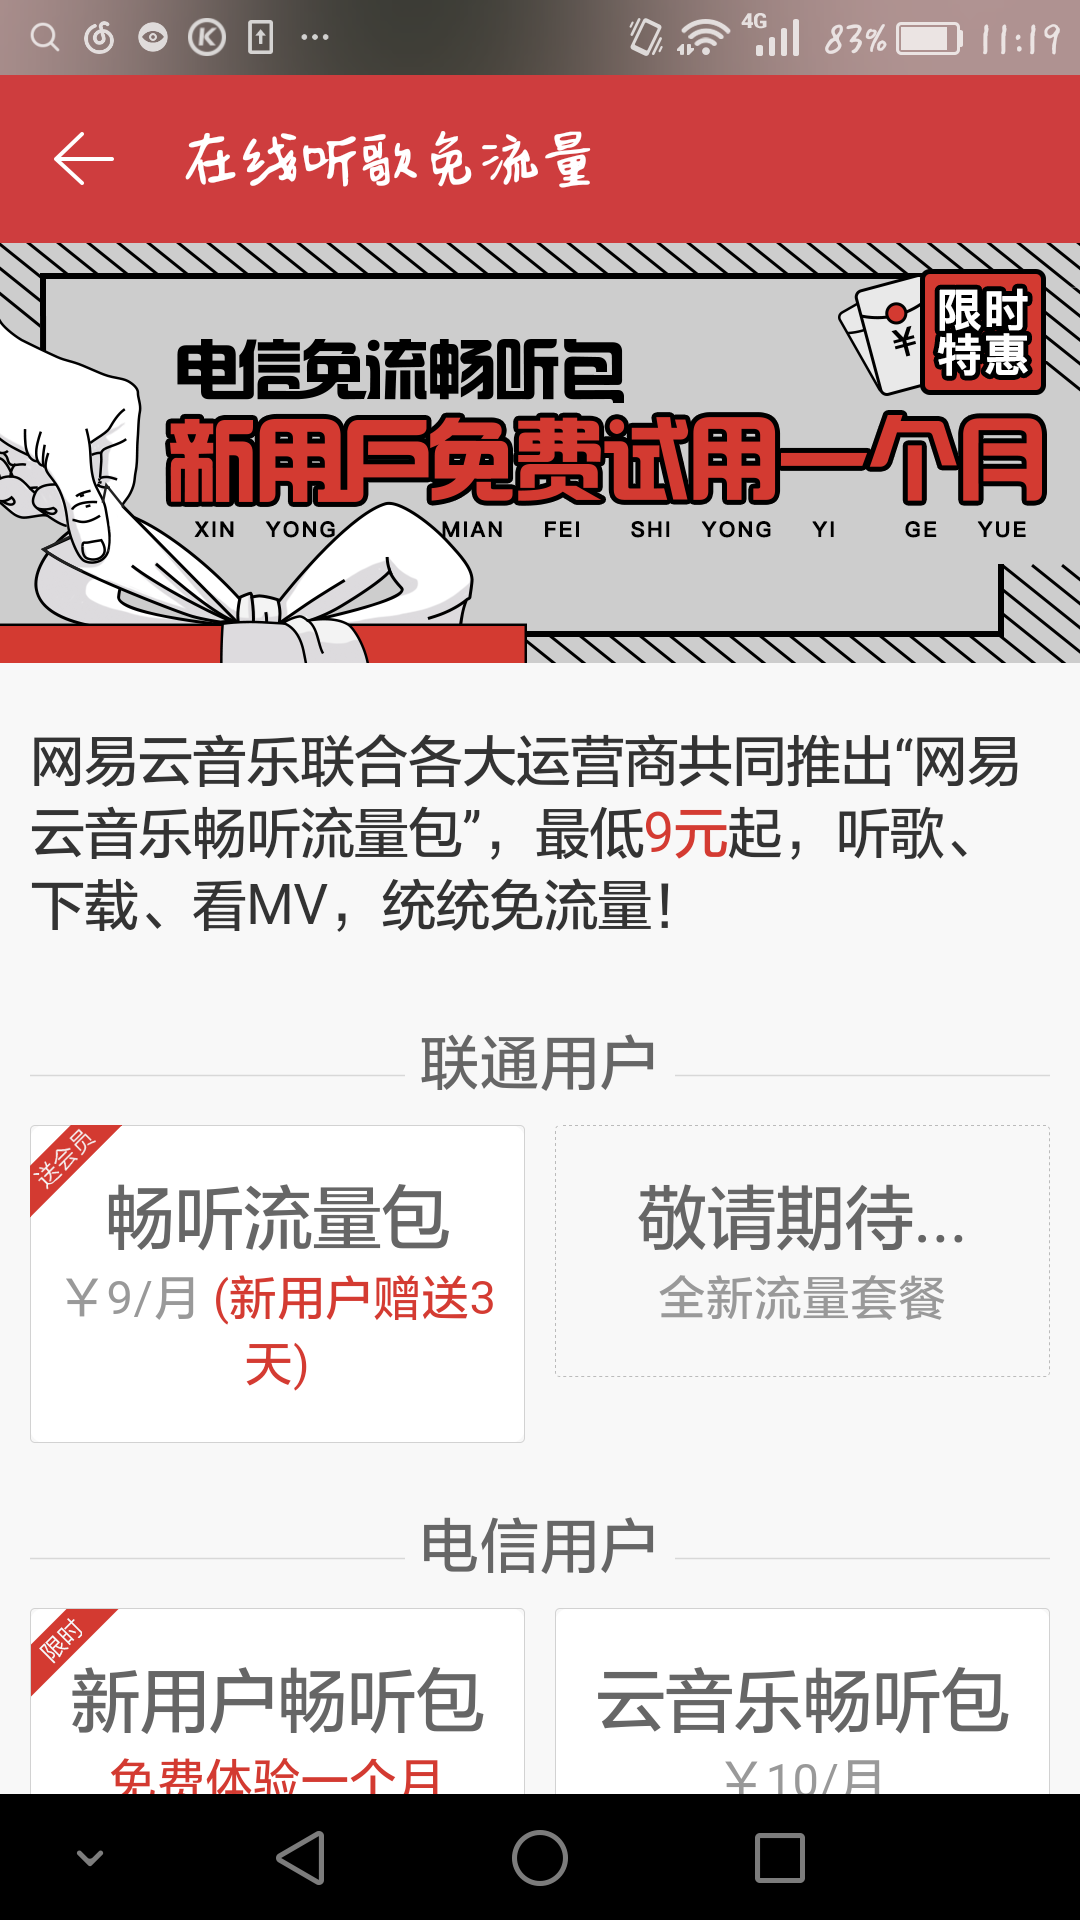 4G 83% 11:19
在线听歌免流量
限时
特惠
电信免流畅听包
新用户免费试用一个月
XIN YONG MIAN FEI SHI YONG YI GE YUE
网易云音乐联合各大运营商共同推出“网易
云音乐畅听流量包”，最低9元起，听歌、
下载、看MV，统统免流量！
联通用户
送会员
畅听流量包
￥9/月 (新用户赠送3
天)
敬请期待...
全新流量套餐
电信用户
限时
新用户畅听包
免费体验一个月
云音乐畅听包
￥10/月